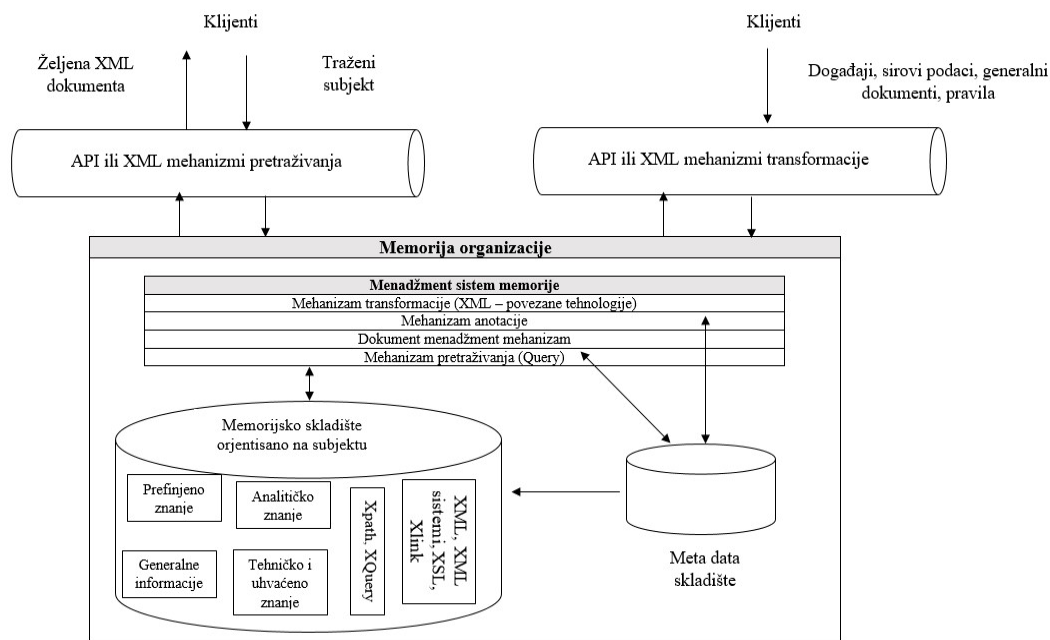 Klijenti
Klijenti
Željena XML
dokumenta
Traženi
subjekt
Događaji, sirovi podaci, generalni
dokumenti, pravila
API ili XML mehanizmi pretraživanja
API ili XML mehanizmi transformacije
Memorija organizacije
Menadžment sistem memorije
Mehanizam transformacije (XML – povezane tehnologije)
Mehanizam anotacije
Dokument menadžment mehanizam
Mehanizam pretraživanja (Query)
Memorijsko skladište
orjentisano na subjektu
Prefinjeno
znanje
Analitičko
znanje
Generalne
informacije
Tehničko i
uhvaćeno
znanje
Xpath, XQuery
XML, XML
sistemi, XSL,
Xlink
Meta data
skladište